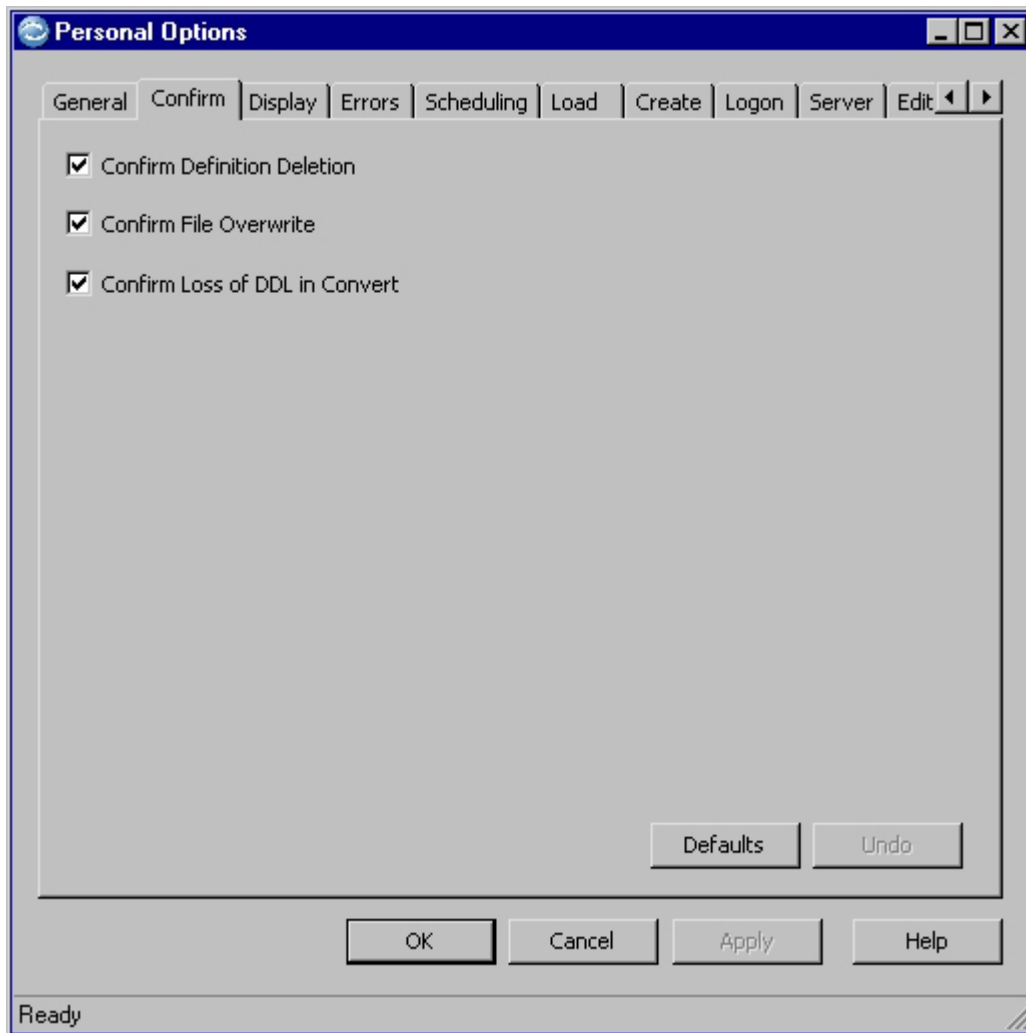 Personal Options
General Confirm Display Errors Scheduling Load Create Logon Server Edit
Confirm Definition Deletion
Confirm File Overwrite
Confirm Loss of DDL in Convert
Defaults Undo
OK Cancel Apply Help
Ready